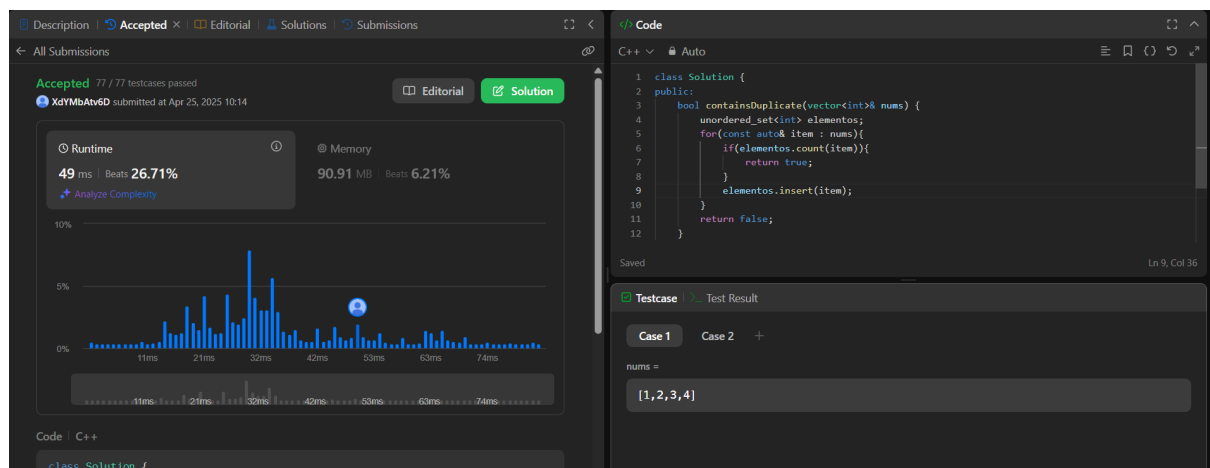 Description | Accepted × | Editorial | Solutions | Submissions
All Submissions
Accepted 77 / 77 testcases passed
XdYMbAtv6D submitted at Apr 25, 2025 10:14
Editorial
Solution
Runtime
49 ms | Beats 26.71%
Analyze Complexity
Memory
90.91 MB | Beats 6.21%
10%
5%
0%
11ms 21ms 32ms 42ms 53ms 63ms 74ms
11ms 21ms 32ms 42ms 53ms 63ms 74ms
Code | C++
class Solution {
</> Code
C++ Auto
1 class Solution {
2 public:
3 bool containsDuplicate(vector<int>& nums) {
4 unordered_set<int> elementos;
5 for(const auto& item : nums){
6 if(elementos.count(item)){
7 return true;
8 }
9 elementos.insert(item);
10 }
11 return false;
12 }
Saved
Ln 9, Col 36
Testcase | >_ Test Result
Case 1 Case 2 +
nums =
[1,2,3,4]